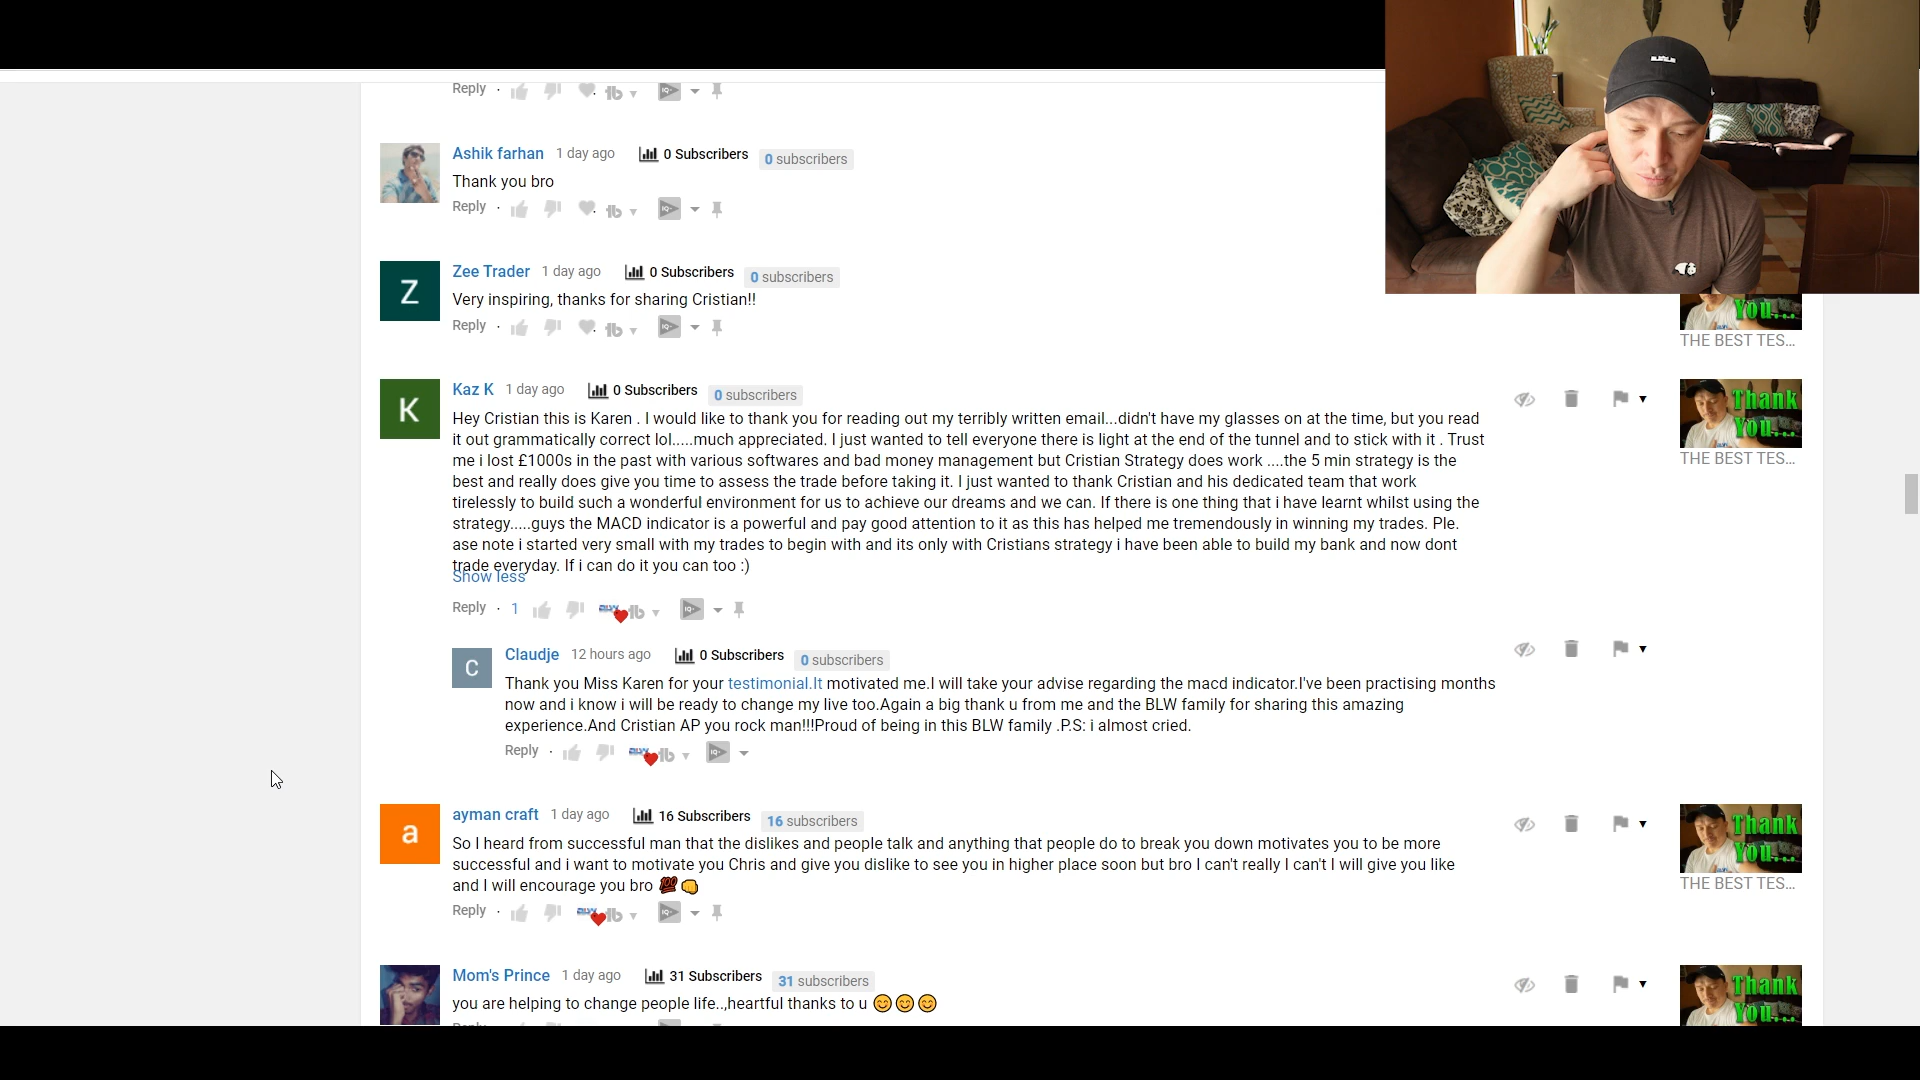 Reply ·
Ashik farhan 1 day ago 0 Subscribers 0 subscribers
Thank you bro
Reply ·
Z
Zee Trader 1 day ago 0 Subscribers 0 subscribers
Very inspiring, thanks for sharing Cristian!!
Reply ·
You...
THE BEST TES...
K
Kaz K 1 day ago 0 Subscribers 0 subscribers
Hey Cristian this is Karen . I would like to thank you for reading out my terribly written email...didn't have my glasses on at the time, but you read
it out grammatically correct lol.....much appreciated. I just wanted to tell everyone there is light at the end of the tunnel and to stick with it . Trust
me i lost £1000s in the past with various softwares and bad money management but Cristian Strategy does work ....the 5 min strategy is the
best and really does give you time to assess the trade before taking it. I just wanted to thank Cristian and his dedicated team that work
tirelessly to build such a wonderful environment for us to achieve our dreams and we can. If there is one thing that i have learnt whilst using the
strategy.....guys the MACD indicator is a powerful and pay good attention to it as this has helped me tremendously in winning my trades. Ple.
ase note i started very small with my trades to begin with and its only with Cristians strategy i have been able to build my bank and now dont
trade everyday. If i can do it you can too :)
Show less
Reply · 1
Thank
You...
THE BEST TES...
C
Claudje 12 hours ago 0 Subscribers 0 subscribers
Thank you Miss Karen for your testimonial.It motivated me.I will take your advise regarding the macd indicator.I've been practising months
now and i know i will be ready to change my live too.Again a big thank u from me and the BLW family for sharing this amazing
experience.And Cristian AP you rock man!!!Proud of being in this BLW family .P.S: i almost cried.
Reply ·
a
ayman craft 1 day ago 16 Subscribers 16 subscribers
So I heard from successful man that the dislikes and people talk and anything that people do to break you down motivates you to be more
successful and i want to motivate you Chris and give you dislike to see you in higher place soon but bro I can't really I can't I will give you like
and I will encourage you bro 💯👊
Reply ·
Thank
You...
THE BEST TES...
Mom's Prince 1 day ago 31 Subscribers 31 subscribers
you are helping to change people life..,heartful thanks to u 😊😊😊
Thank
You...